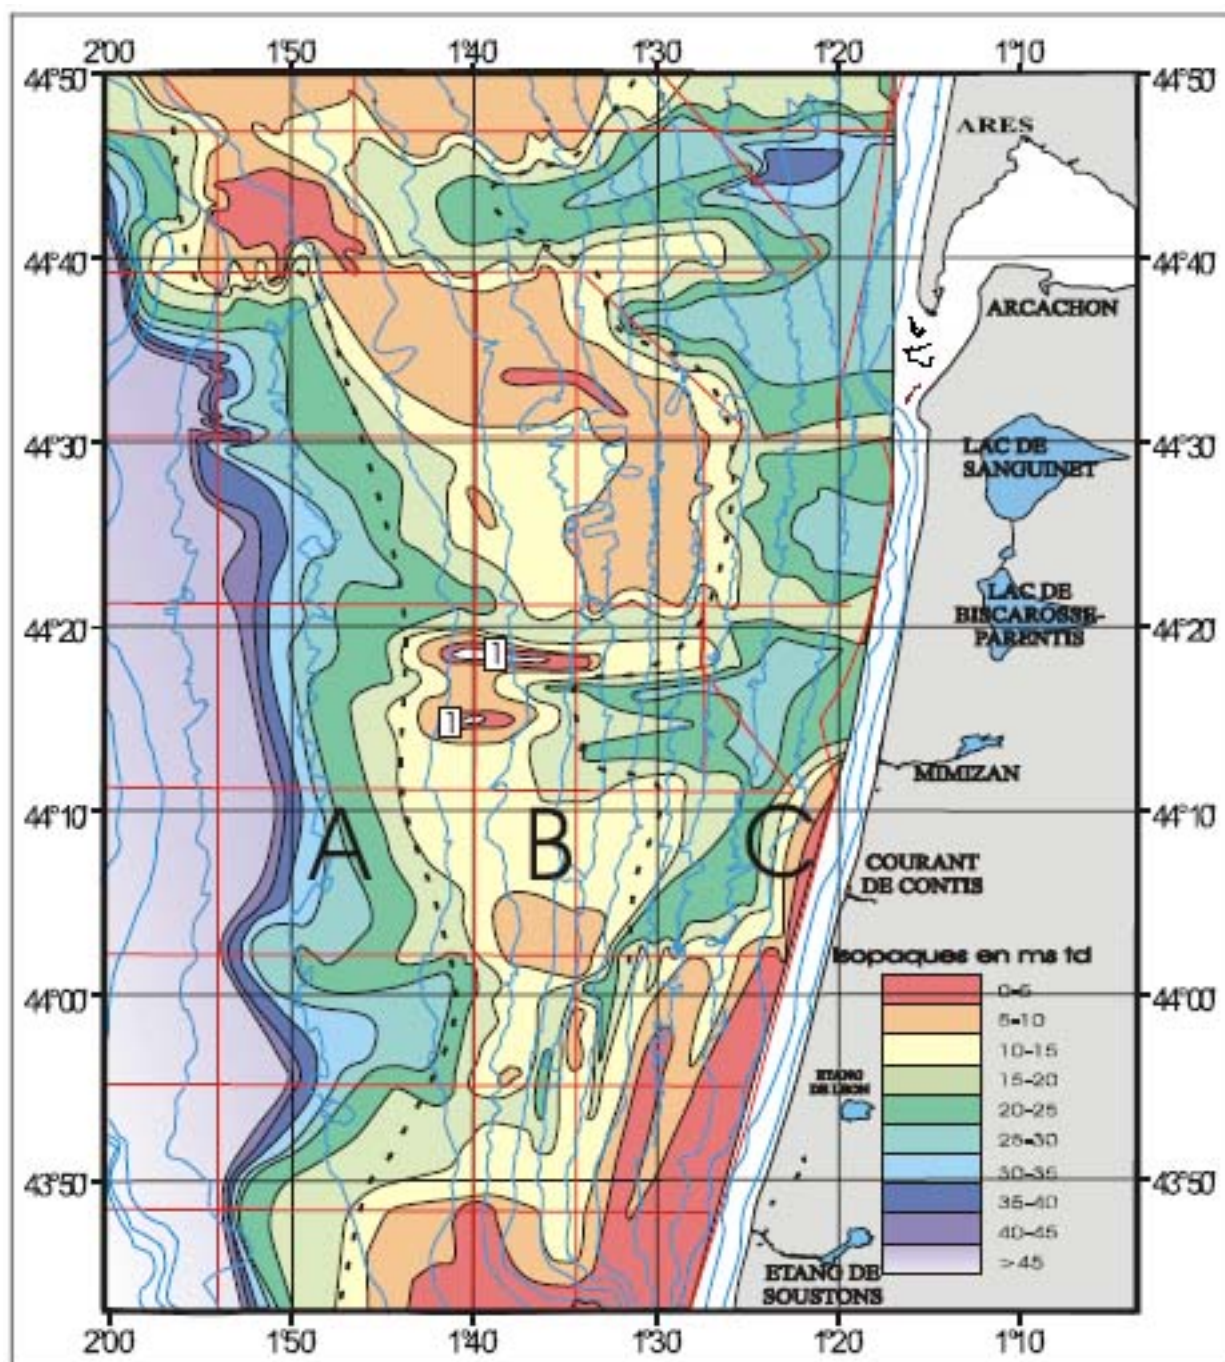 2°00' 1°50' 1°40' 1°30' 1°20' 1°10'
44°50' 44°50'
ARES
44°40' 44°40'
ARCACHON
44°30' 44°30'
LAC DE
SANGUINET
LAC DE
BISCAROSSE-
PARENTIS
44°20' 44°20'
1
1
MIMIZAN
44°10' 44°10'
A B C
COURANT
DE CONTIS
Isopaques en ms td
44°00' 44°00'
0-5
5-10
10-15
15-20
20-25
25-30
30-35
35-40
40-45
>45
ETANG
DE LEON
43°50' 43°50'
ETANG DE
SOUSTONS
2°00' 1°50' 1°40' 1°30' 1°20' 1°10'